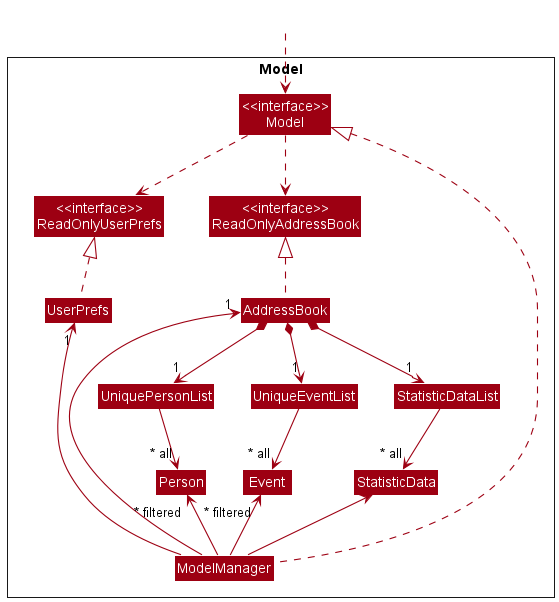 Model
<<interface>>
Model
<<interface>>
ReadOnlyUserPrefs
<<interface>>
ReadOnlyAddressBook
UserPrefs
1
AddressBook
1
1
1
1
UniquePersonList
UniqueEventList
StatisticDataList
* all
* all
* all
Person
Event
StatisticData
* filtered
* filtered
ModelManager